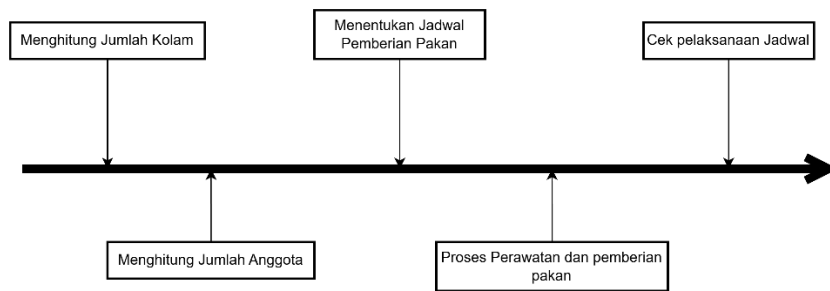 Menghitung Jumlah Kolam
Menentukan Jadwal
Pemberian Pakan
Cek pelaksanaan Jadwal
Menghitung Jumlah Anggota
Proses Perawatan dan pemberian
pakan